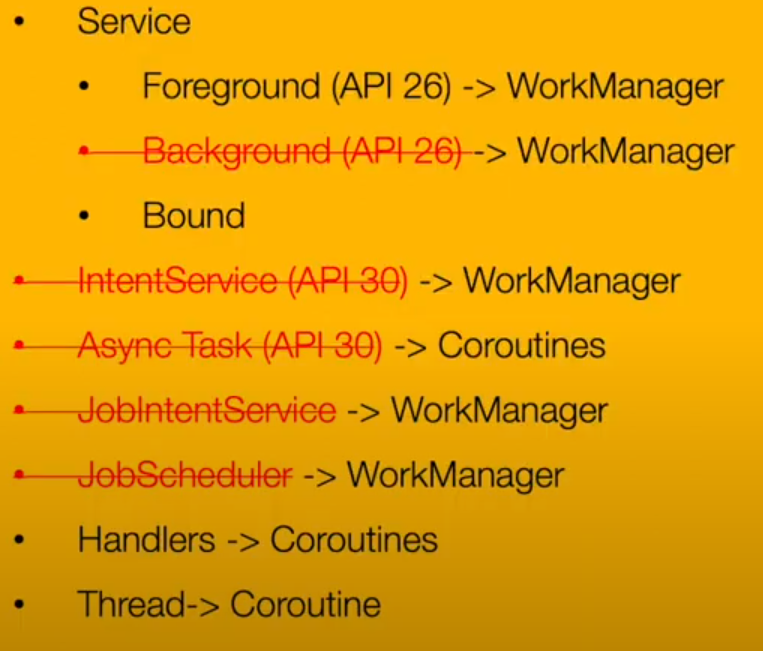 • Service
• Foreground (API 26) -> WorkManager
• Background (API 26) -> WorkManager
• Bound
• IntentService (API 30) -> WorkManager
• Async Task (API 30) -> Coroutines
• JobIntentService -> WorkManager
• JobScheduler -> WorkManager
• Handlers -> Coroutines
• Thread-> Coroutine